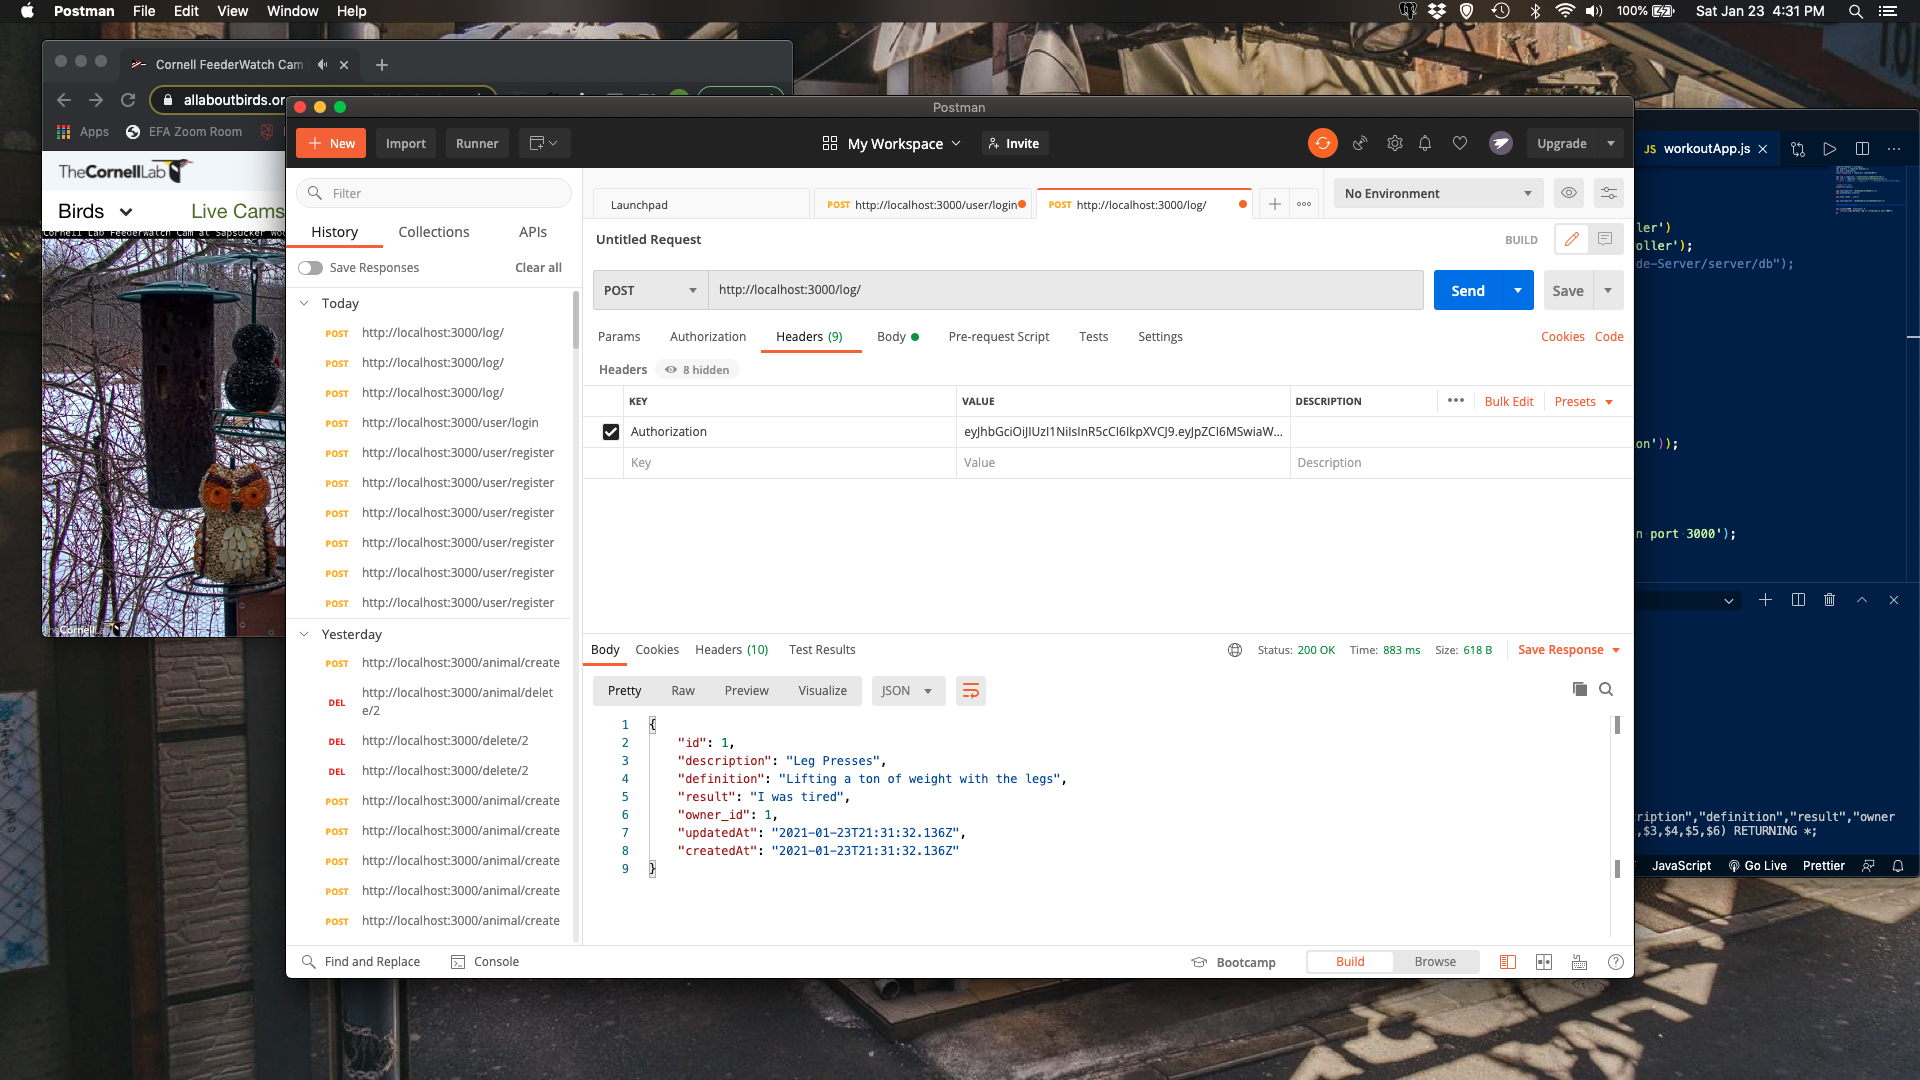 Postman File Edit View Window Help
100% Sat Jan 23 4:31 PM
Cornell FeederWatch Cam
allaboutbirds.or
Apps EFA Zoom Room
TheCornellLab
Birds Live Cams
Cornell Lab FeederWatch Cam at Sapsucker Woo
CornellLab
Postman
New Import Runner My Workspace Invite Upgrade
Filter
History Collections APIs
Save Responses Clear all
Today
POST http://localhost:3000/log/
POST http://localhost:3000/log/
POST http://localhost:3000/log/
POST http://localhost:3000/user/login
POST http://localhost:3000/user/register
POST http://localhost:3000/user/register
POST http://localhost:3000/user/register
POST http://localhost:3000/user/register
POST http://localhost:3000/user/register
POST http://localhost:3000/user/register
Yesterday
POST http://localhost:3000/animal/create
DEL http://localhost:3000/animal/delet
e/2
DEL http://localhost:3000/delete/2
DEL http://localhost:3000/delete/2
POST http://localhost:3000/animal/create
POST http://localhost:3000/animal/create
POST http://localhost:3000/animal/create
POST http://localhost:3000/animal/create
POST http://localhost:3000/animal/create
Launchpad POST http://localhost:3000/user/login POST http://localhost:3000/log/ No Environment
Untitled Request BUILD
POST http://localhost:3000/log/ Send Save
Params Authorization Headers (9) Body Pre-request Script Tests Settings Cookies Code
Headers 8 hidden
KEY VALUE DESCRIPTION Bulk Edit Presets
Authorization eyJhbGciOiJIUzI1NiIsInR5cCI6IkpXVCJ9.eyJpZCI6MSwiaW...
Key Value Description
Body Cookies Headers (10) Test Results Status: 200 OK Time: 883 ms Size: 618 B Save Response
Pretty Raw Preview Visualize JSON
1 {
2 "id": 1,
3 "description": "Leg Presses",
4 "definition": "Lifting a ton of weight with the legs",
5 "result": "I was tired",
6 "owner_id": 1,
7 "updatedAt": "2021-01-23T21:31:32.136Z",
8 "createdAt": "2021-01-23T21:31:32.136Z"
9 }
Find and Replace Console Bootcamp Build Browse
JS workoutApp.js
ler')
oller');
de-Server/server/db");
on'));
n port 3000');
ription","definition","result","owner
,$3,$4,$5,$6) RETURNING *;
JavaScript Go Live Prettier